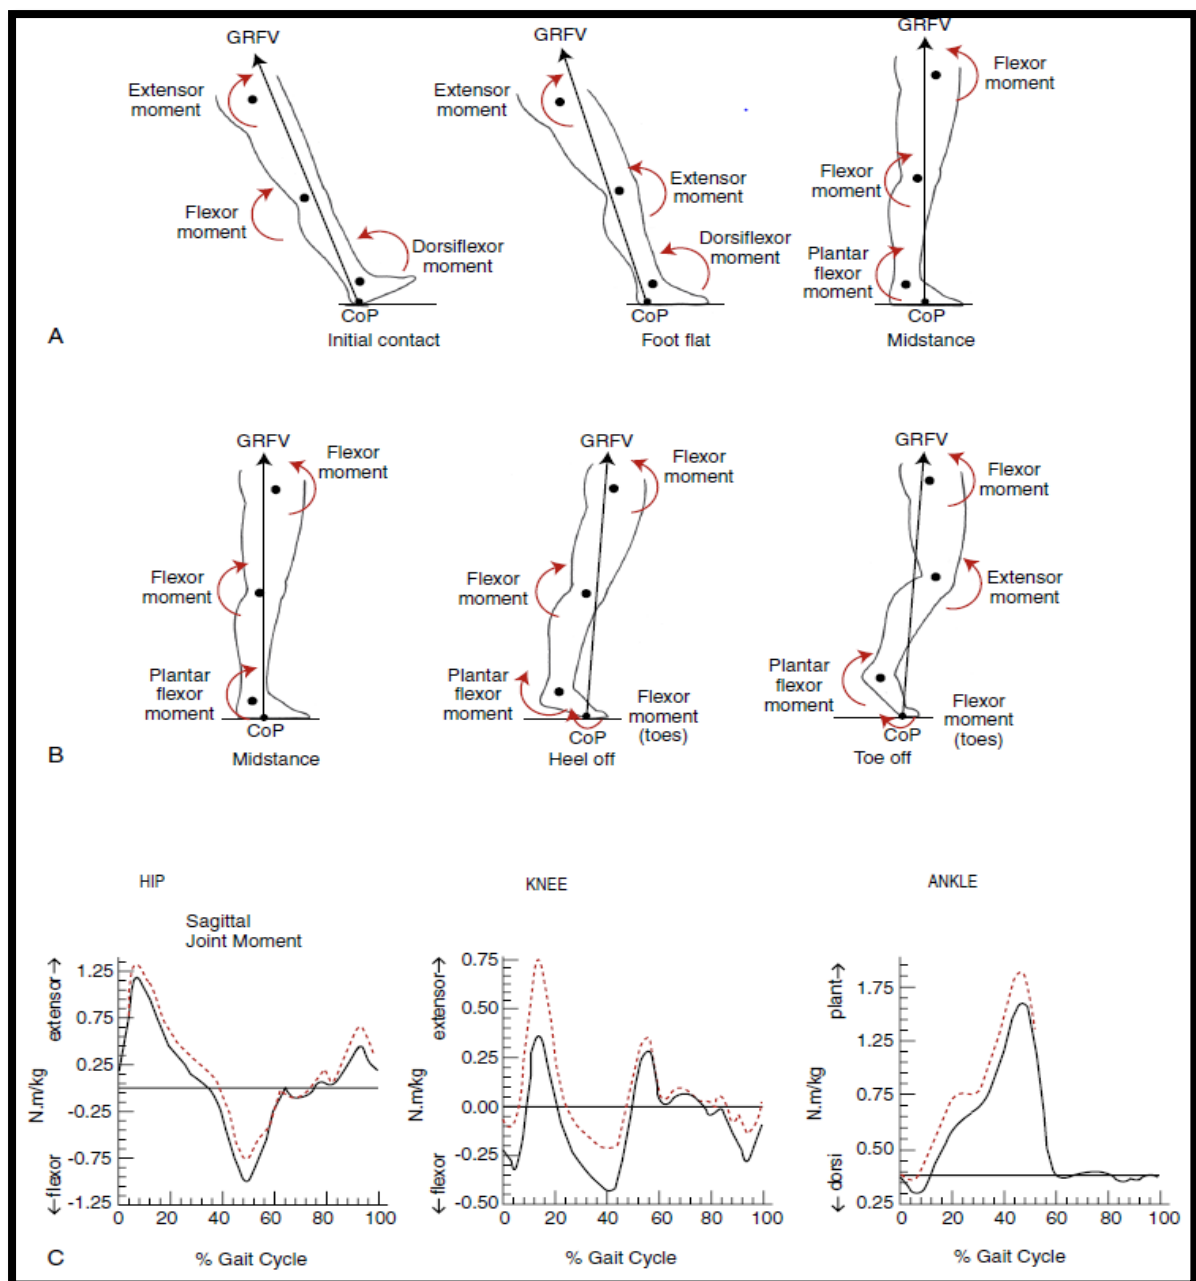 GRFV
Extensor
moment
Flexor
moment
Dorsiflexor
moment
CoP
Initial contact
GRFV
Extensor
moment
Extensor
moment
Dorsiflexor
moment
CoP
Foot flat
GRFV
Flexor
moment
Flexor
moment
Plantar
flexor
moment
CoP
Midstance
A
GRFV
Flexor
moment
Flexor
moment
Plantar
flexor
moment
CoP
Midstance
GRFV
Flexor
moment
Flexor
moment
Plantar
flexor
moment
Flexor
moment
(toes)
CoP
Heel off
GRFV
Flexor
moment
Extensor
moment
Plantar
flexor
moment
Flexor
moment
(toes)
CoP
Toe off
B
HIP
Sagittal
Joint Moment
N.m/kg
←flexor extensor→
1.25
0.75
0.25
-0.25
-0.75
-1.25
0 20 40 60 80 100
% Gait Cycle
KNEE
N.m/kg
←flexor extensor→
0.75
0.50
0.25
0.00
-0.25
-0.50
0 20 40 60 80 100
% Gait Cycle
ANKLE
N.m/kg
←dorsi plant→
1.75
1.25
0.75
0.50
0.25
0 20 40 60 80 100
% Gait Cycle
C